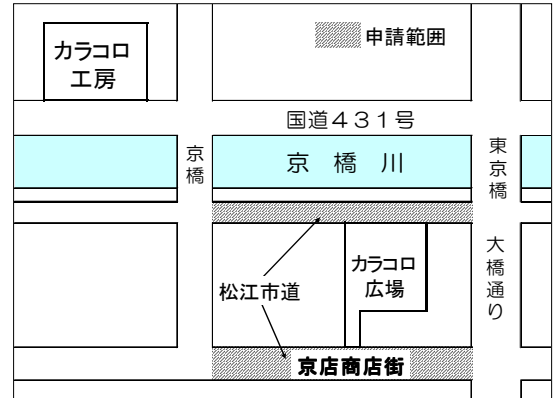 カラコロ
工房
申請範囲
国道431号
京橋
京橋川
東京橋
大橋通り
カラコロ
広場
松江市道
京店商店街